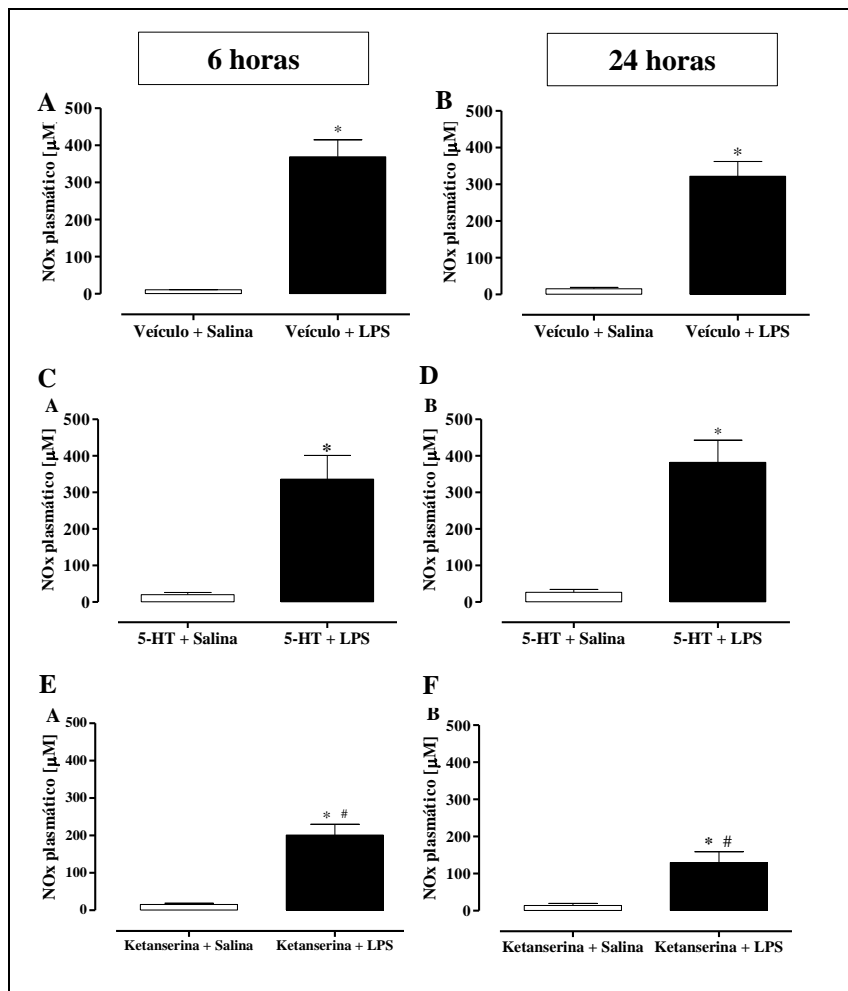 6 horas
24 horas
A
B
NOx plasmático [µM]
500
400
300
200
100
0
*
Veículo + Salina
Veículo + LPS
NOx plasmático [µM]
500
400
300
200
100
0
*
Veículo + Salina
Veículo + LPS
C
D
A
B
NOx plasmático [µM]
500
400
300
200
100
0
*
5-HT + Salina
5-HT + LPS
NOx plasmático [µM]
500
400
300
200
100
0
*
5-HT + Salina
5-HT + LPS
E
F
A
B
NOx plasmático [µM]
500
400
300
200
100
0
* #
Ketanserina + Salina
Ketanserina + LPS
NOx plasmático [µM]
500
400
300
200
100
0
* #
Ketanserina + Salina
Ketanserina + LPS